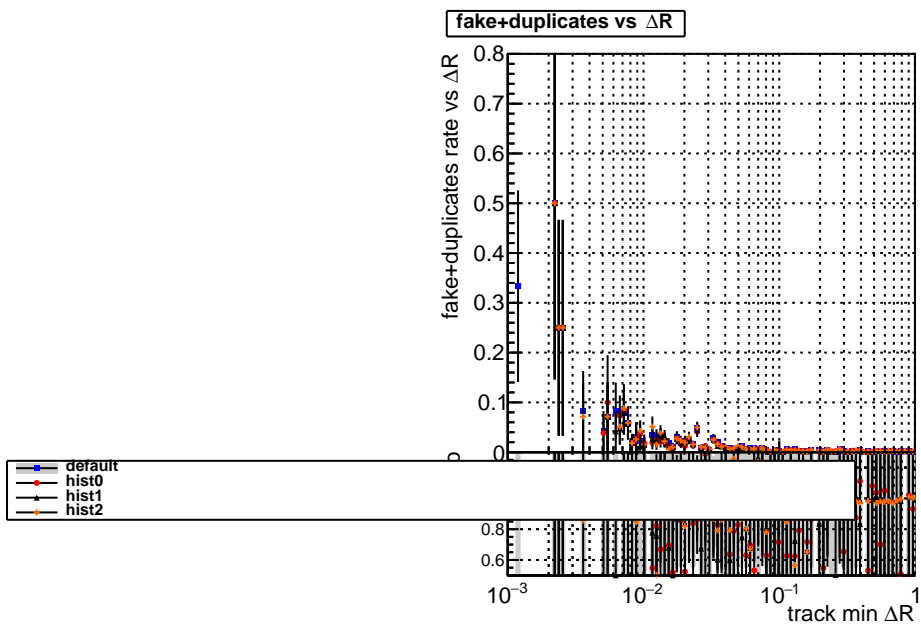 fake+duplicates vs ΔR
fake+duplicates rate vs ΔR
0.8
0.7
0.6
0.5
0.4
0.3
0.2
0.1
0
default
hist0
hist1
hist2
0.8
0.6
10⁻³
10⁻²
10⁻¹
1
track min ΔR